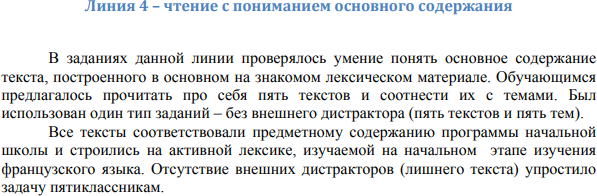 Линия 4 – чтение с пониманием основного содержания
В заданиях данной линии проверялось умение понять основное содержание
текста, построенного в основном на знакомом лексическом материале. Обучающимся
предлагалось прочитать про себя пять текстов и соотнести их с темами. Был
использован один тип заданий – без внешнего дистрактора (пять текстов и пять тем).
Все тексты соответствовали предметному содержанию программы начальной
школы и строились на активной лексике, изучаемой на начальном этапе изучения
французского языка. Отсутствие внешних дистракторов (лишнего текста) упростило
задачу пятиклассникам.